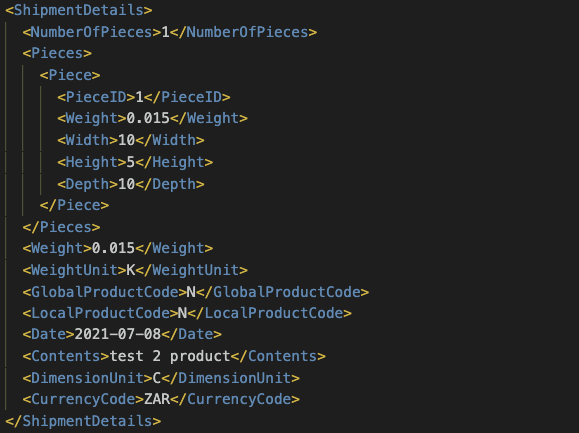 <ShipmentDetails>
<NumberOfPieces>1</NumberOfPieces>
<Pieces>
<Piece>
<PieceID>1</PieceID>
<Weight>0.015</Weight>
<Width>10</Width>
<Height>5</Height>
<Depth>10</Depth>
</Piece>
</Pieces>
<Weight>0.015</Weight>
<WeightUnit>K</WeightUnit>
<GlobalProductCode>N</GlobalProductCode>
<LocalProductCode>N</LocalProductCode>
<Date>2021-07-08</Date>
<Contents>test 2 product</Contents>
<DimensionUnit>C</DimensionUnit>
<CurrencyCode>ZAR</CurrencyCode>
</ShipmentDetails>